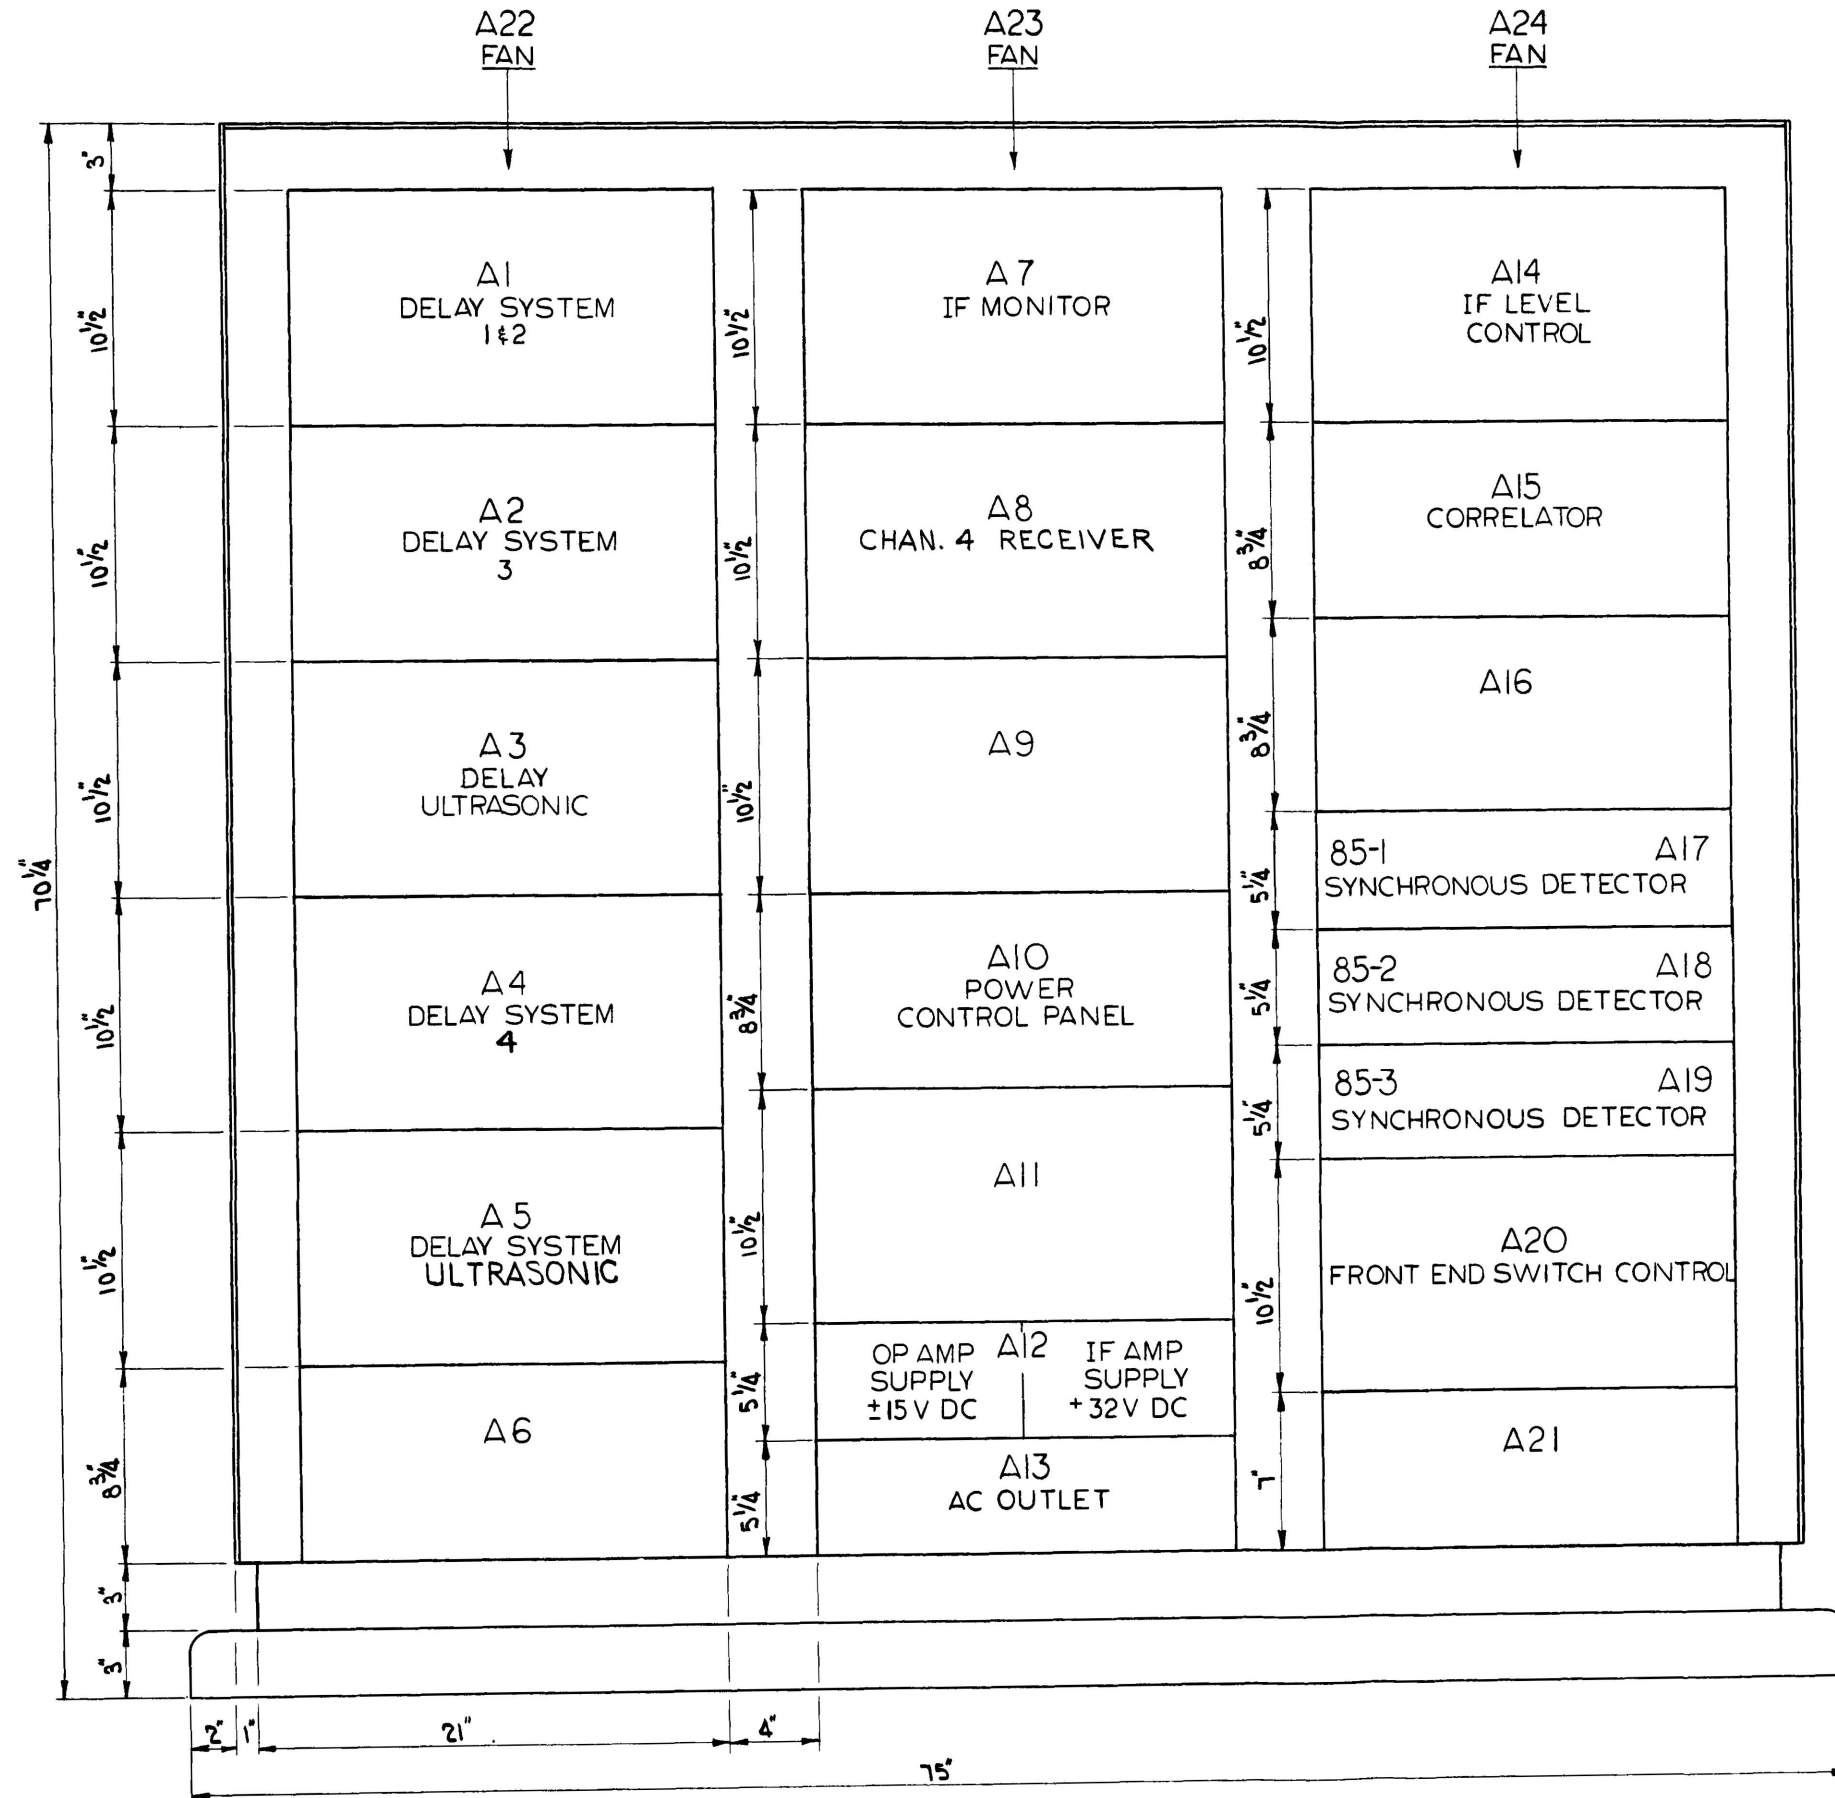 A22
FAN
A23
FAN
A24
FAN
3"
10½"
10½"
10½"
10½"
10½"
8¾"
3"
3"
70¼"
A1
DELAY SYSTEM
1 & 2
A2
DELAY SYSTEM
3
A3
DELAY
ULTRASONIC
A4
DELAY SYSTEM
4
A5
DELAY SYSTEM
ULTRASONIC
A6
10½"
10½"
10½"
8¾"
10½"
5¼"
5¼"
A7
IF MONITOR
A8
CHAN. 4 RECEIVER
A9
A10
POWER
CONTROL PANEL
A11
A12
OP AMP
SUPPLY
±15V DC
IF AMP
SUPPLY
+32V DC
A13
AC OUTLET
10½"
8¾"
8¾"
5¼"
5¼"
5¼"
10½"
7"
A14
IF LEVEL
CONTROL
A15
CORRELATOR
A16
85-1 A17
SYNCHRONOUS DETECTOR
85-2 A18
SYNCHRONOUS DETECTOR
85-3 A19
SYNCHRONOUS DETECTOR
A20
FRONT END SWITCH CONTROL
A21
2" 1" 21" 4"
75"